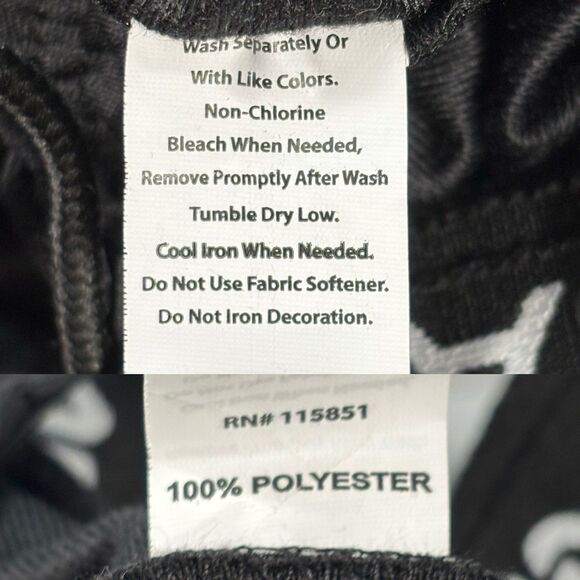 Wash Separately Or
With Like Colors.
Non-Chlorine
Bleach When Needed,
Remove Promptly After Wash
Tumble Dry Low.
Cool Iron When Needed.
Do Not Use Fabric Softener.
Do Not Iron Decoration.
RN# 115851
100% POLYESTER